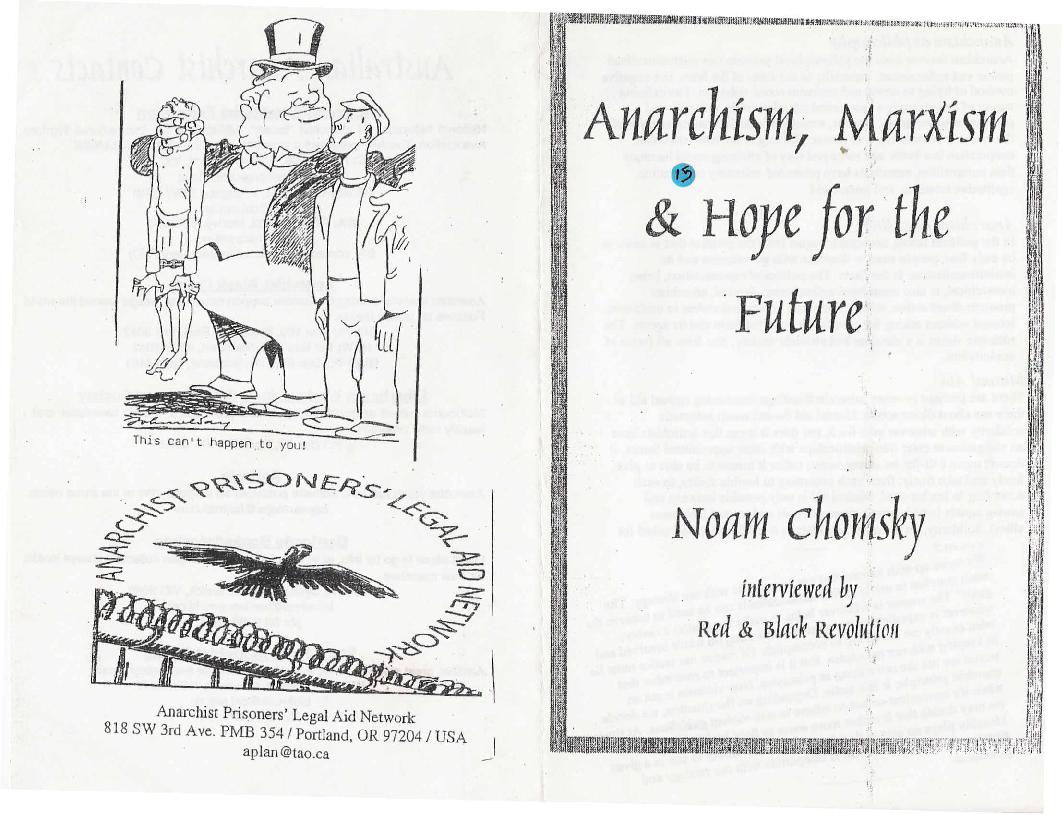 This can't happen to you!
ANARCHIST PRISONERS' LEGAL AID NETWORK
Anarchist Prisoners' Legal Aid Network
818 SW 3rd Ave. PMB 354 / Portland, OR 97204 / USA
aplan@tao.ca
Anarchism, Marxism
15
& Hope for the
Future
Noam Chomsky
interviewed by
Red & Black Revolution